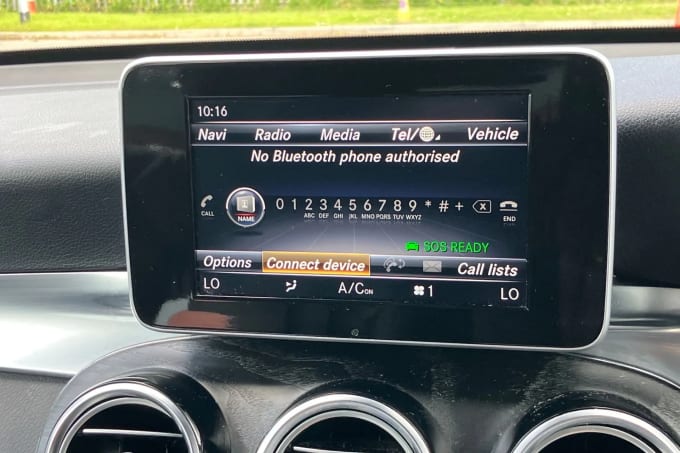 10:16
Navi Radio Media Tel/ Vehicle
No Bluetooth phone authorised
CALL 1 NAME 0 1 2 3 4 5 6 7 8 9 * # + END
ABC DEF GHI JKL MNO PQRS TUV WXYZ
SOS READY
Options Connect device Call lists
LO A/C ON 1 LO